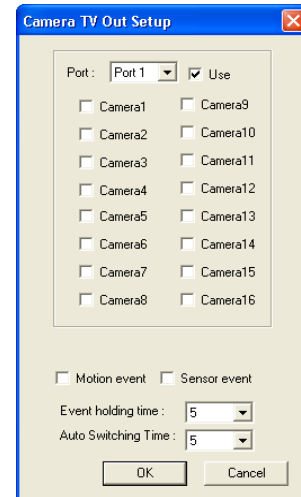 Camera TV Out Setup
Port : Port 1 Use
Camera1 Camera9
Camera2 Camera10
Camera3 Camera11
Camera4 Camera12
Camera5 Camera13
Camera6 Camera14
Camera7 Camera15
Camera8 Camera16
Motion event Sensor event
Event holding time : 5
Auto Switching Time : 5
OK Cancel